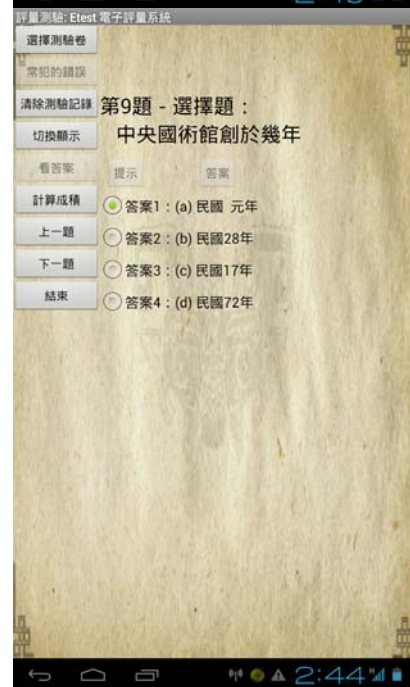 評量測驗: Etest 電子評量系統
選擇測驗卷
常犯的錯誤
清除測驗記錄
切換顯示
看答案
計算成積
上一題
下一題
結束
第9題 - 選擇題：
中央國術館創於幾年
提示
答案
答案1：(a) 民國 元年
答案2：(b) 民國28年
答案3：(c) 民國17年
答案4：(d) 民國72年
2:44